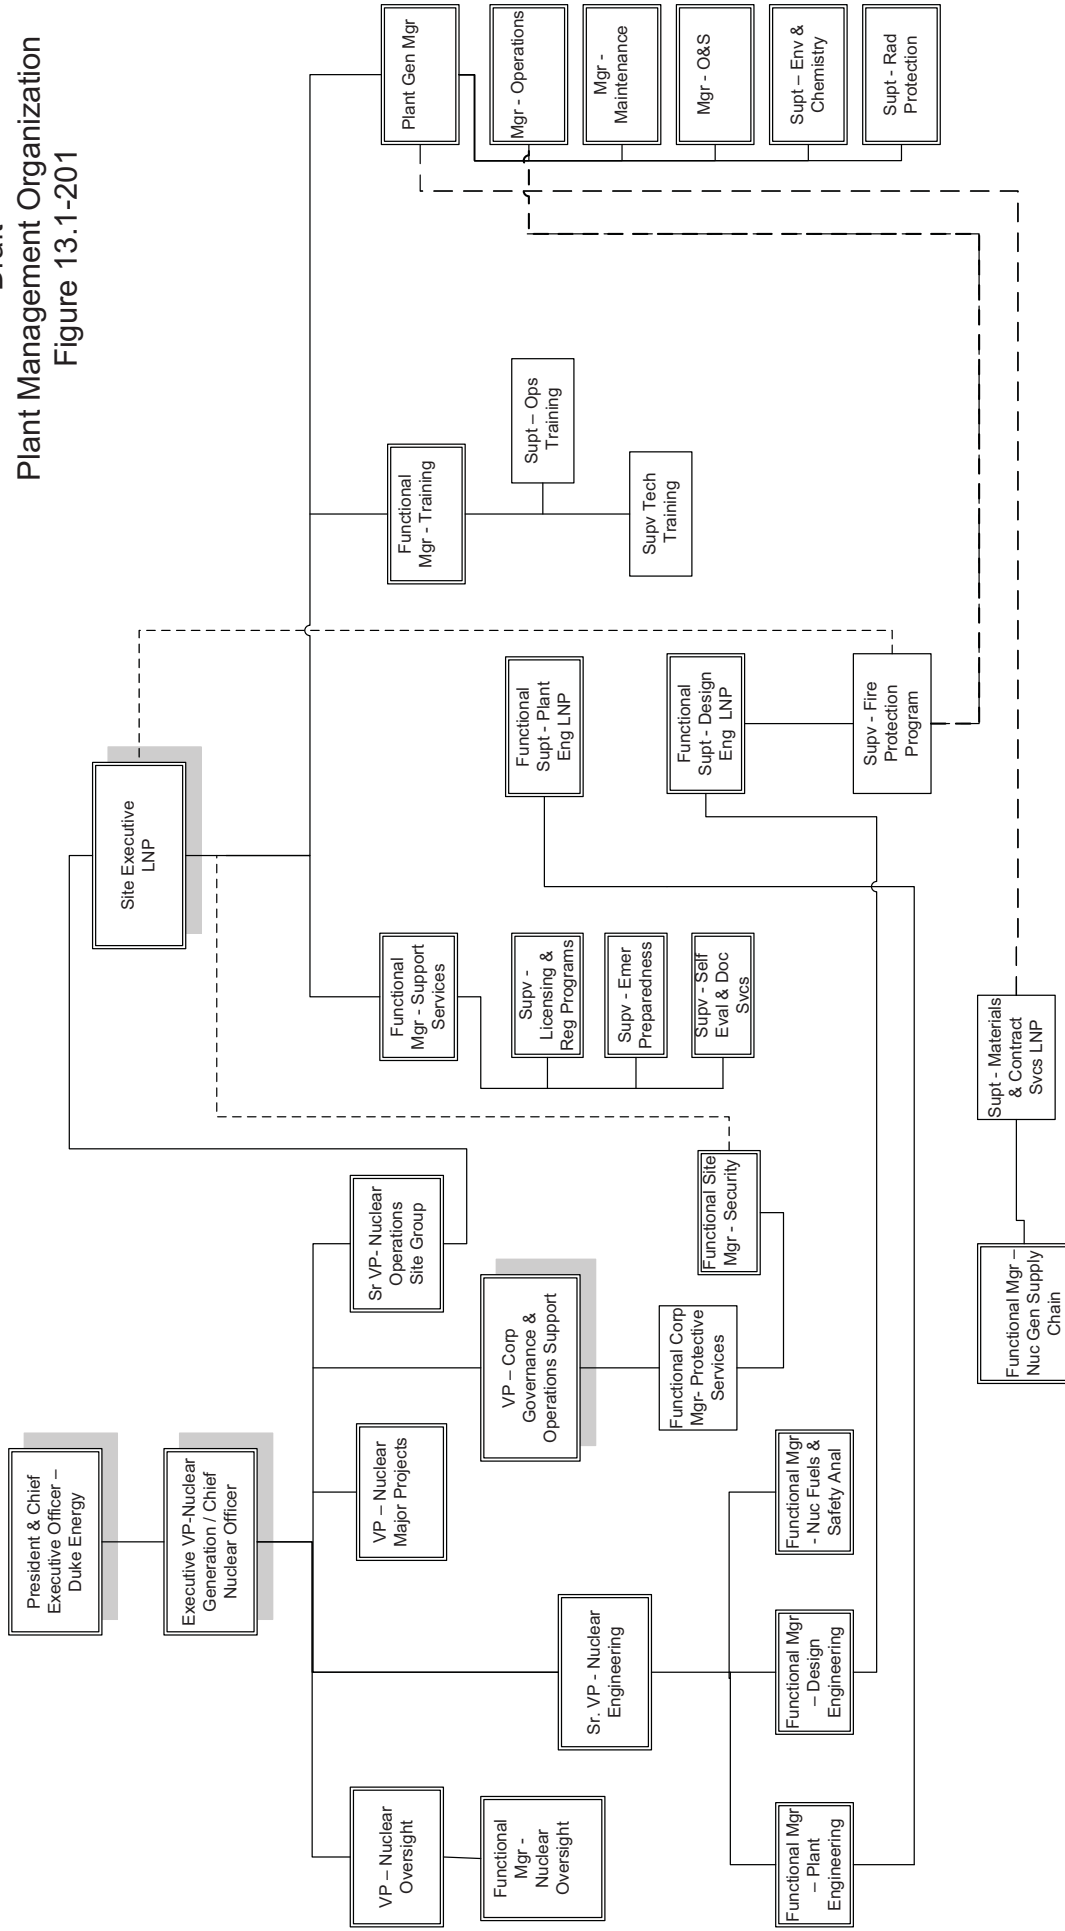 Draft
Plant Management Organization
Figure 13.1-201
President & Chief
Executive Officer –
Duke Energy
Executive VP-Nuclear
Generation / Chief
Nuclear Officer
VP – Nuclear
Oversight
Functional
Mgr -
Nuclear
Oversight
Sr. VP - Nuclear
Engineering
Functional Mgr
– Plant
Engineering
Functional Mgr
– Design
Engineering
Functional Mgr
- Nuc Fuels &
Safety Anal
VP – Nuclear
Major Projects
VP – Corp
Governance &
Operations Support
Functional Corp
Mgr- Protective
Services
Functional Site
Mgr - Security
Sr VP- Nuclear
Operations
Site Group
Functional Mgr –
Nuc Gen Supply
Chain
Supt - Materials
& Contract
Svcs LNP
Site Executive
LNP
Functional
Mgr - Support
Services
Supv -
Licensing &
Reg Programs
Supv - Emer
Preparedness
Supv - Self
Eval & Doc
Svcs
Functional
Supt - Plant
Eng LNP
Functional
Supt - Design
Eng LNP
Supv - Fire
Protection
Program
Functional
Mgr - Training
Supt – Ops
Training
Supv Tech
Training
Plant Gen Mgr
Mgr - Operations
Mgr -
Maintenance
Mgr - O&S
Supt – Env &
Chemistry
Supt - Rad
Protection